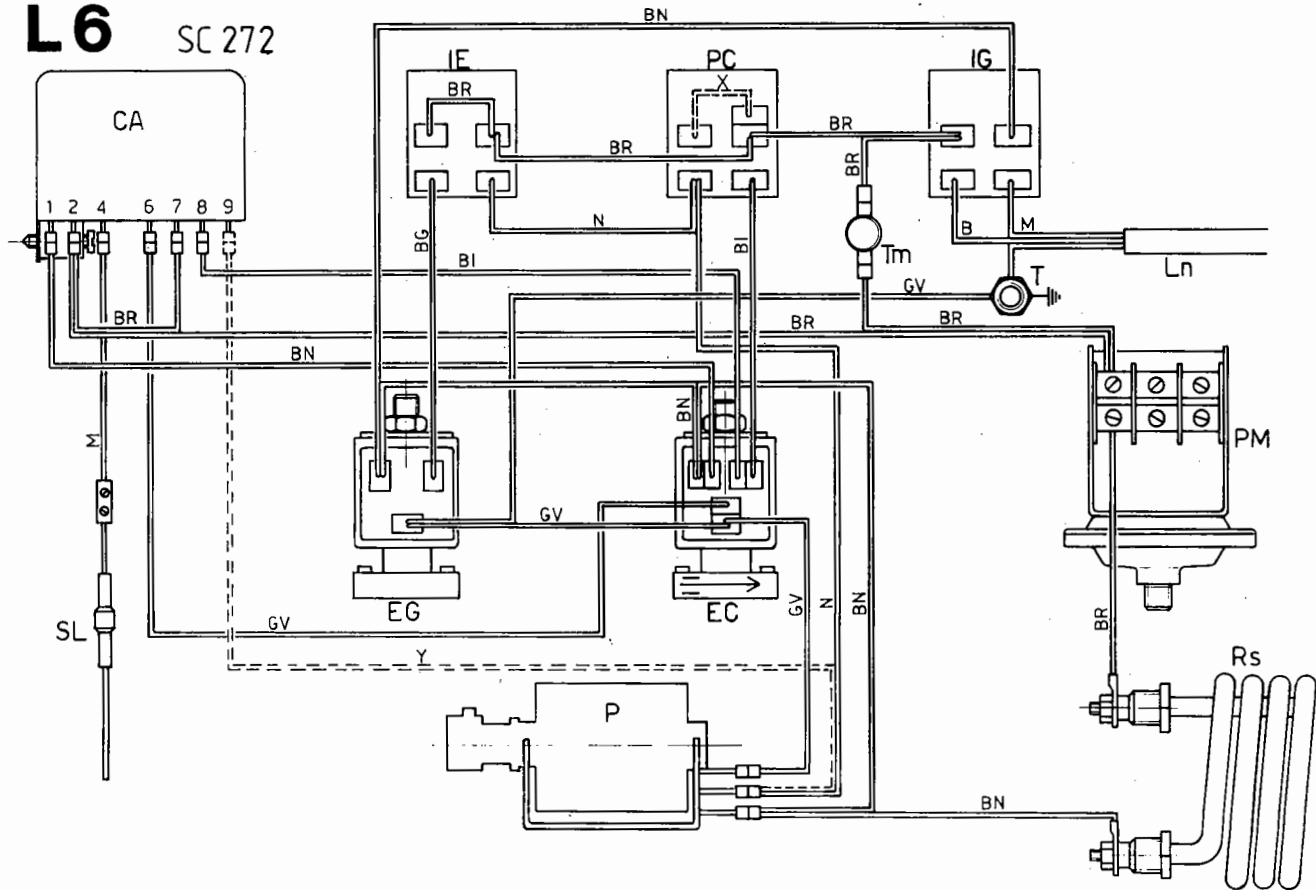 L6 SC 272
BN
IE PC IG
CA
BR X
BR BR BR
1 2 4 6 7 8 9
BG N BI B M
BI Tm Ln
GV T
BR BR BR
BN
BN
M PM
GV
EG EC
SL GV GV N BN BR
Y
P Rs
BN